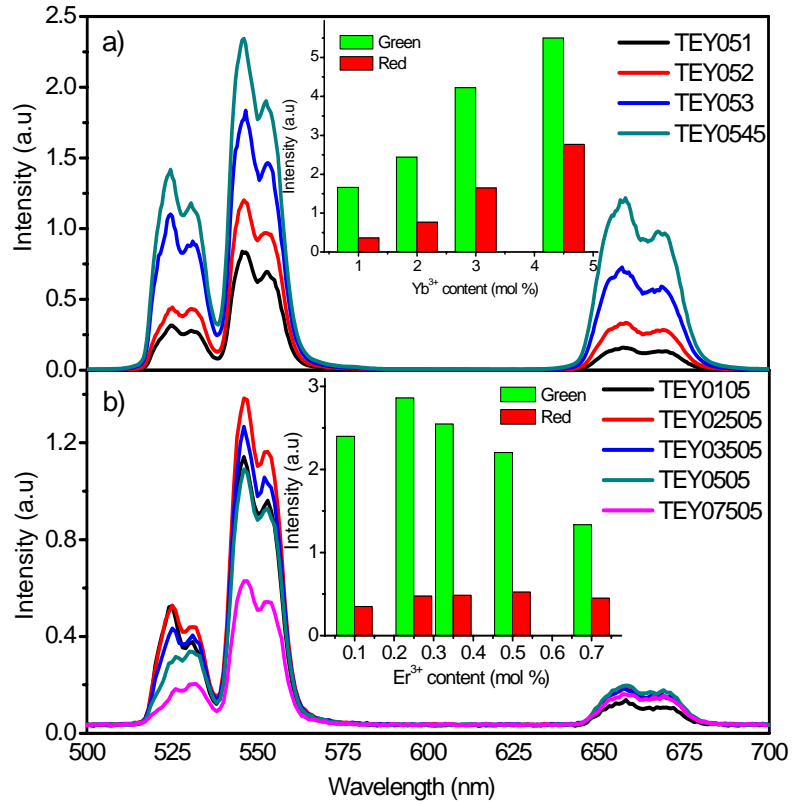 a)
Intensity (a.u)
2.5
2.0
1.5
1.0
0.5
0.0
Green
Red
Intensity (a.u)
5
4
3
2
1
0
1 2 3 4 5
Yb³⁺ content (mol %)
TEY051
TEY052
TEY053
TEY0545
b)
Intensity (a.u)
1.2
0.8
0.4
0.0
Green
Red
Intensity (a.u)
3
2
1
0
0.1 0.2 0.3 0.4 0.5 0.6 0.7
Er³⁺ content (mol %)
TEY0105
TEY02505
TEY03505
TEY0505
TEY07505
500 525 550 575 600 625 650 675 700
Wavelength (nm)